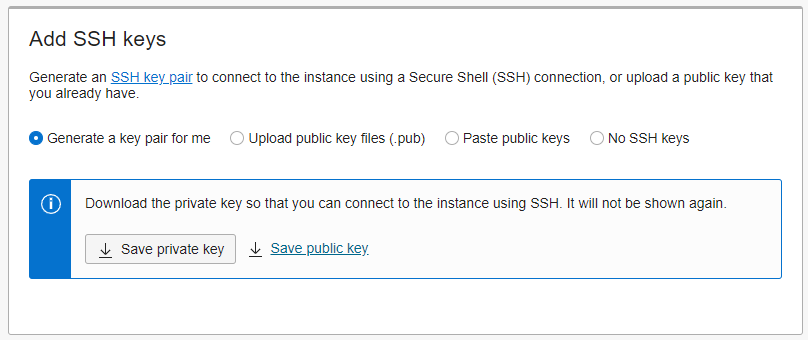 Add SSH keys
Generate an SSH key pair to connect to the instance using a Secure Shell (SSH) connection, or upload a public key that
you already have.
Generate a key pair for me Upload public key files (.pub) Paste public keys No SSH keys
Download the private key so that you can connect to the instance using SSH. It will not be shown again.
Save private key Save public key